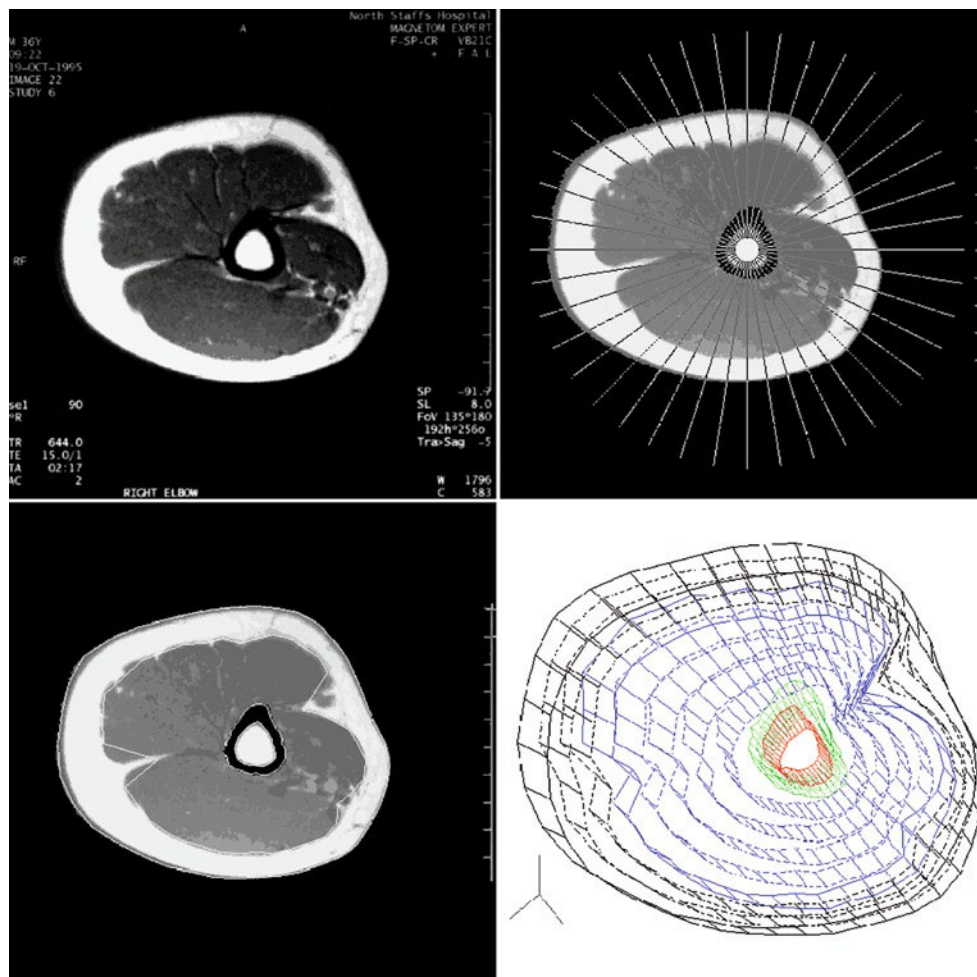 North Staffs Hospital
A
MAGNETOM EXPERT
M 36Y
F-SP-CR VB21C
09:22
+ : F A L
19-OCT-1995
IMAGE 22
STUDY 6
RF
SP -91.7
se1 90
SL 8.0
°R
FoV 135*180
192h*256o
TR 644.0
Tra>Sag -5
TE 15.0/1
TA 02:17
W 1796
AC 2
C 583
RIGHT ELBOW